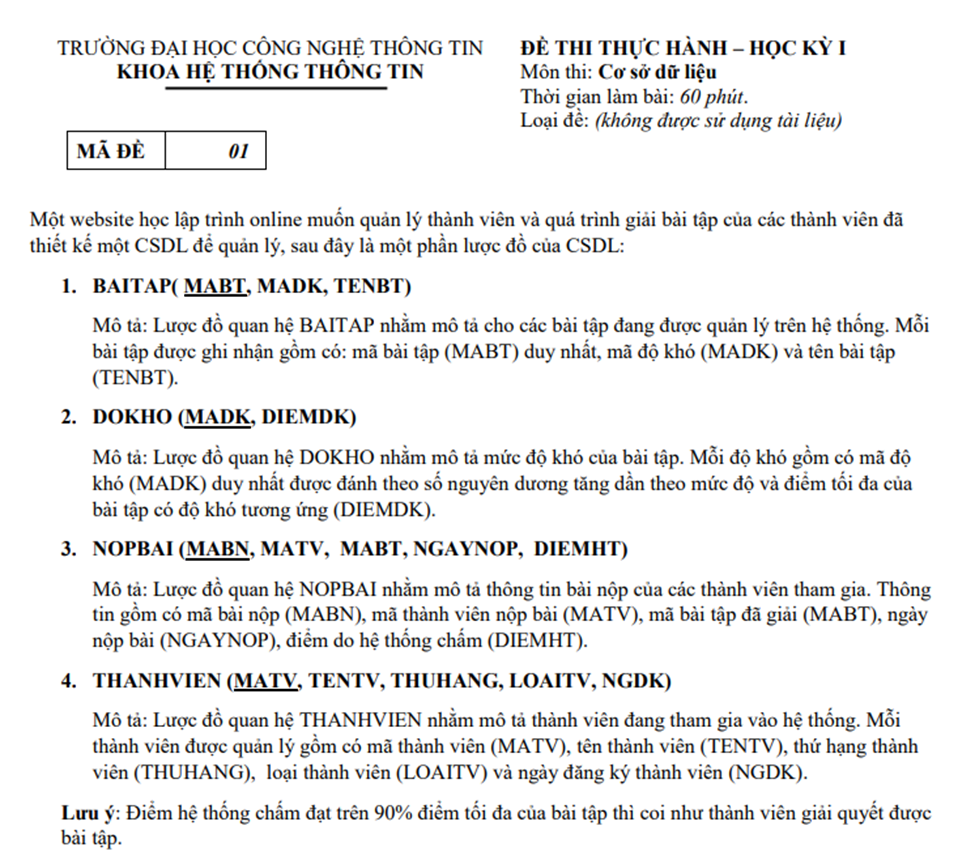 TRƯỜNG ĐẠI HỌC CÔNG NGHỆ THÔNG TIN
KHOA HỆ THỐNG THÔNG TIN
ĐỀ THI THỰC HÀNH – HỌC KỲ I
Môn thi: Cơ sở dữ liệu
Thời gian làm bài: 60 phút.
Loại đề: (không được sử dụng tài liệu)
MÃ ĐỀ 01
Một website học lập trình online muốn quản lý thành viên và quá trình giải bài tập của các thành viên đã
thiết kế một CSDL để quản lý, sau đây là một phần lược đồ của CSDL:
1. BAITAP( MABT, MADK, TENBT)
Mô tả: Lược đồ quan hệ BAITAP nhằm mô tả cho các bài tập đang được quản lý trên hệ thống. Mỗi
bài tập được ghi nhận gồm có: mã bài tập (MABT) duy nhất, mã độ khó (MADK) và tên bài tập
(TENBT).
2. DOKHO (MADK, DIEMDK)
Mô tả: Lược đồ quan hệ DOKHO nhằm mô tả mức độ khó của bài tập. Mỗi độ khó gồm có mã độ
khó (MADK) duy nhất được đánh theo số nguyên dương tăng dần theo mức độ và điểm tối đa của
bài tập có độ khó tương ứng (DIEMDK).
3. NOPBAI (MABN, MATV, MABT, NGAYNOP, DIEMHT)
Mô tả: Lược đồ quan hệ NOPBAI nhằm mô tả thông tin bài nộp của các thành viên tham gia. Thông
tin gồm có mã bài nộp (MABN), mã thành viên nộp bài (MATV), mã bài tập đã giải (MABT), ngày
nộp bài (NGAYNOP), điểm do hệ thống chấm (DIEMHT).
4. THANHVIEN (MATV, TENTV, THUHANG, LOAITV, NGDK)
Mô tả: Lược đồ quan hệ THANHVIEN nhằm mô tả thành viên đang tham gia vào hệ thống. Mỗi
thành viên được quản lý gồm có mã thành viên (MATV), tên thành viên (TENTV), thứ hạng thành
viên (THUHANG), loại thành viên (LOAITV) và ngày đăng ký thành viên (NGDK).
Lưu ý: Điểm hệ thống chấm đạt trên 90% điểm tối đa của bài tập thì coi như thành viên giải quyết được
bài tập.